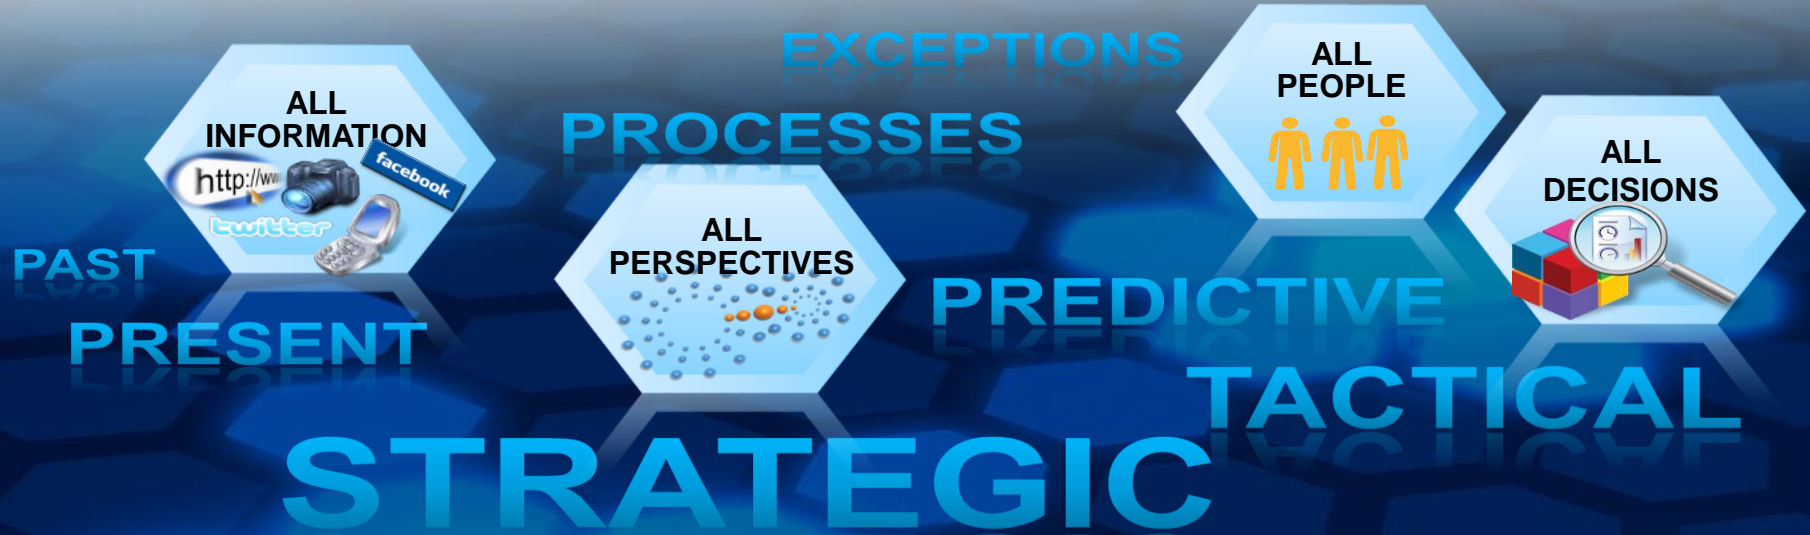 EXCEPTIONS
ALL
PEOPLE
ALL
INFORMATION
http://ww
facebook
twitter
PROCESSES
ALL
DECISIONS
ALL
PERSPECTIVES
PAST
PRESENT
PREDICTIVE
TACTICAL
STRATEGIC